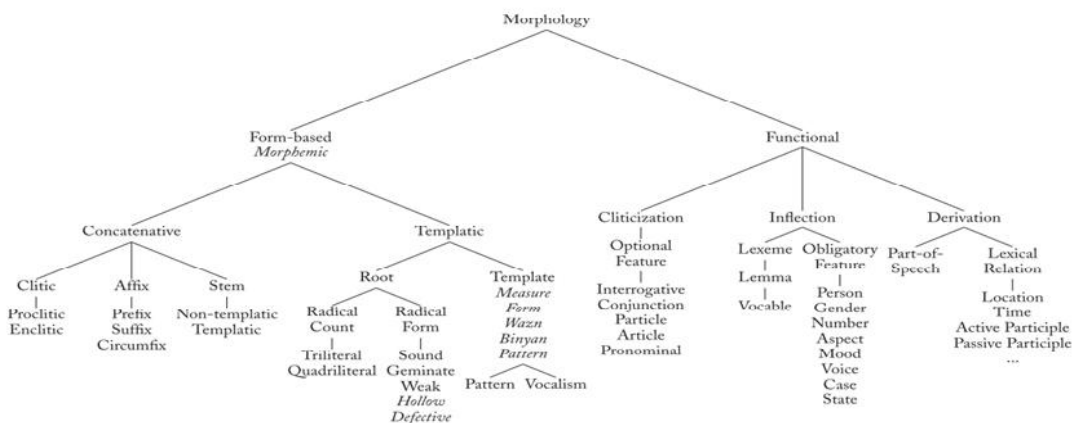 Morphology
Form-based
Morphemic
Functional
Concatenative
Templatic
Cliticization
Inflection
Derivation
Clitic
Proclitic
Enclitic
Affix
Prefix
Suffix
Circumfix
Stem
Non-templatic
Templatic
Root
Radical
Count
Triliteral
Quadriliteral
Radical
Form
Sound
Geminate
Weak
Hollow
Defective
Template
Measure
Form
Wazn
Binyan
Pattern
Pattern Vocalism
Optional
Feature
Interrogative
Conjunction
Particle
Article
Pronominal
Lexeme
Lemma
Vocable
Obligatory
Feature
Person
Gender
Number
Aspect
Mood
Voice
Case
State
Part-of-
Speech
Lexical
Relation
Location
Time
Active Participle
Passive Participle
...